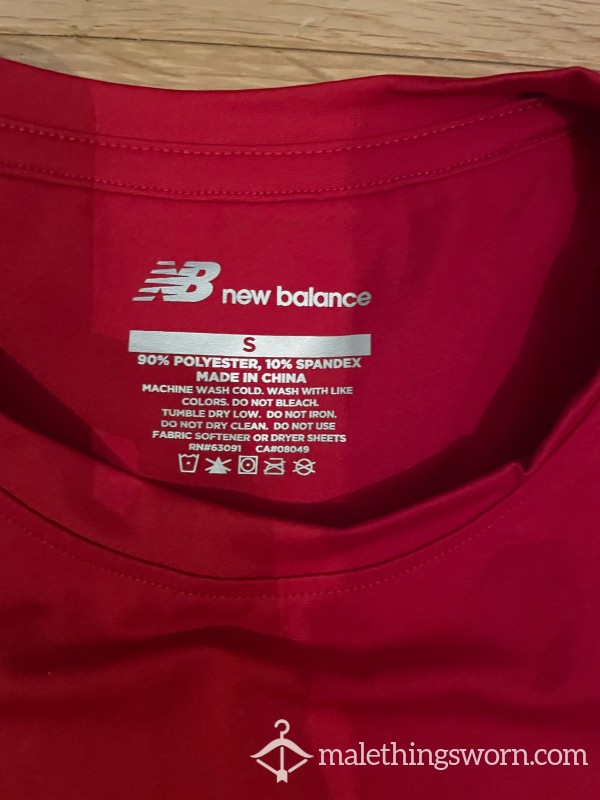 NB new balance
S
90% POLYESTER, 10% SPANDEX
MADE IN CHINA
MACHINE WASH COLD. WASH WITH LIKE
COLORS. DO NOT BLEACH.
TUMBLE DRY LOW. DO NOT IRON.
DO NOT DRY CLEAN. DO NOT USE
FABRIC SOFTENER OR DRYER SHEETS
RN#63091 CA#08049
malethingsworn.com